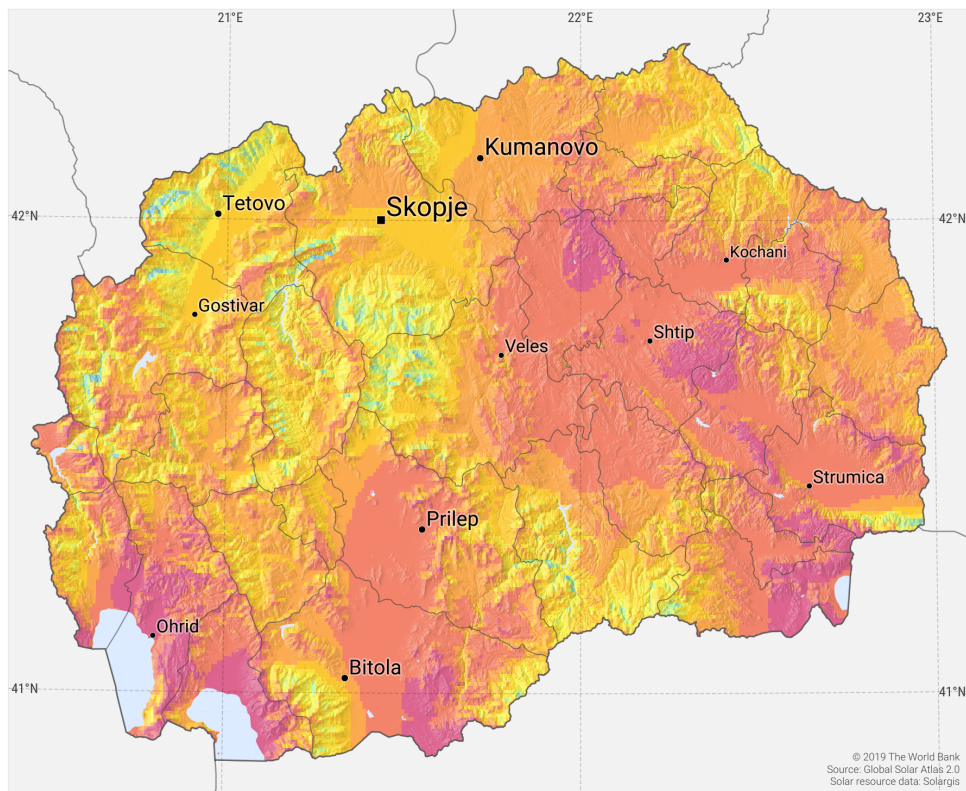 21°E 22°E 23°E
Kumanovo
Tetovo
Skopje
42°N 42°N
Kochani
Gostivar
Shtip
Veles
Strumica
Prilep
Ohrid
Bitola
41°N 41°N
© 2019 The World Bank
Source: Global Solar Atlas 2.0
Solar resource data: Solargis